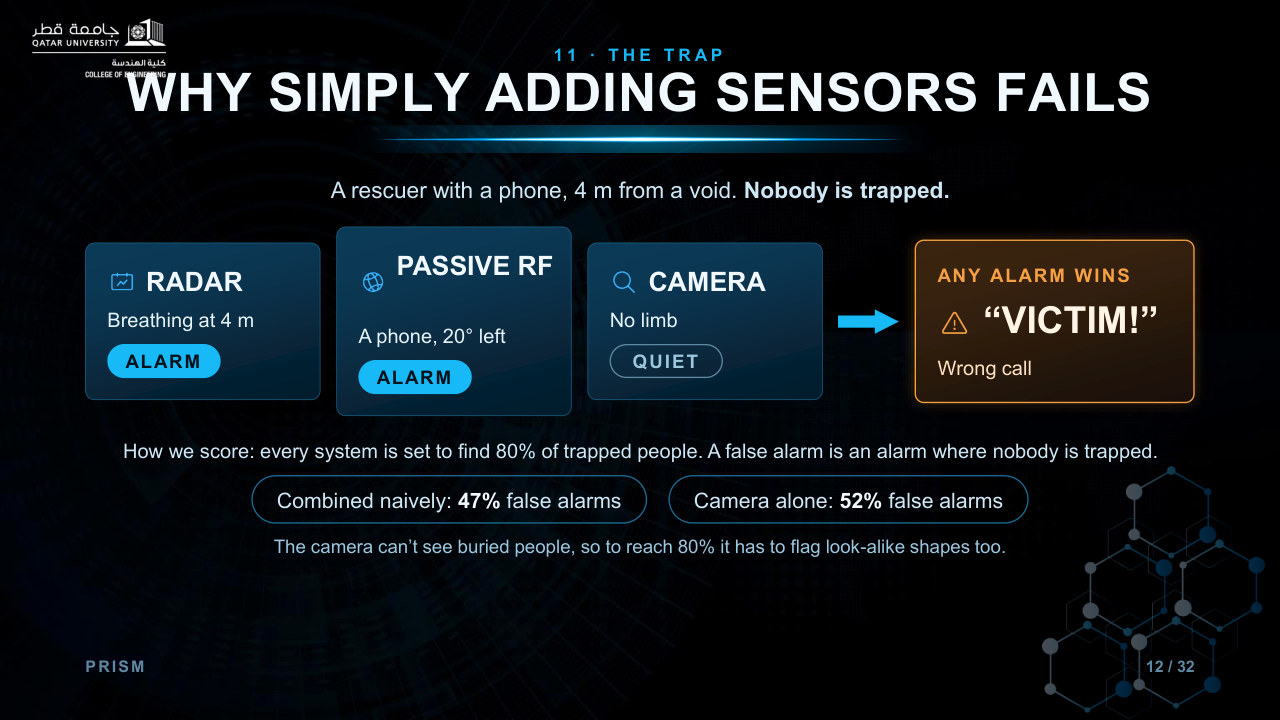 جامعة قطر
QATAR UNIVERSITY
كلية الهندسة
COLLEGE OF ENGINEERING
11 · THE TRAP
WHY SIMPLY ADDING SENSORS FAILS
A rescuer with a phone, 4 m from a void. Nobody is trapped.
RADAR
Breathing at 4 m
ALARM
PASSIVE RF
A phone, 20° left
ALARM
CAMERA
No limb
QUIET
ANY ALARM WINS
“VICTIM!”
Wrong call
How we score: every system is set to find 80% of trapped people. A false alarm is an alarm where nobody is trapped.
Combined naively: 47% false alarms
Camera alone: 52% false alarms
The camera can’t see buried people, so to reach 80% it has to flag look-alike shapes too.
PRISM
12 / 32